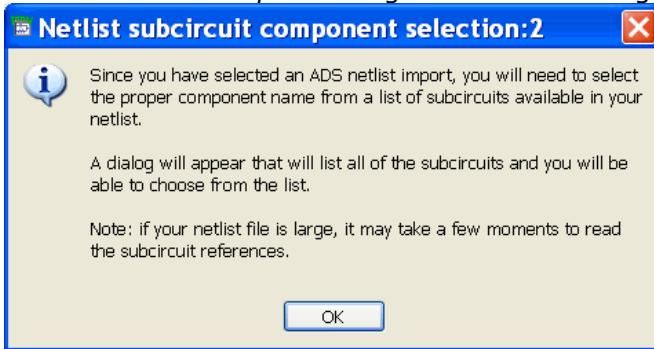 Netlist subcircuit component selection:2
Since you have selected an ADS netlist import, you will need to select
the proper component name from a list of subcircuits available in your
netlist.
A dialog will appear that will list all of the subcircuits and you will be
able to choose from the list.
Note: if your netlist file is large, it may take a few moments to read
the subcircuit references.
OK